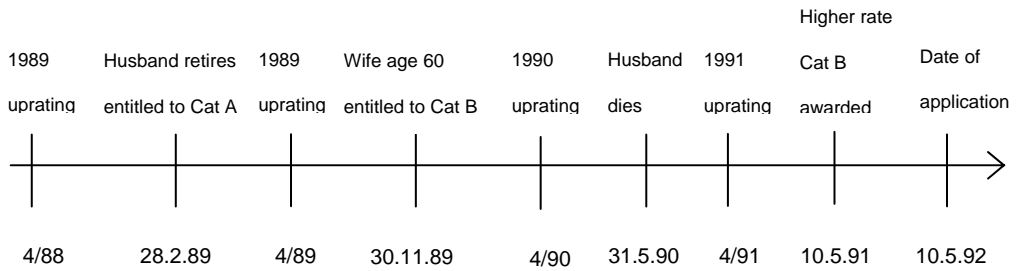 1989
uprating
Husband retires
entitled to Cat A
1989
uprating
Wife age 60
entitled to Cat B
1990
uprating
Husband
dies
1991
uprating
Higher rate
Cat B
awarded
Date of
application
4/88
28.2.89
4/89
30.11.89
4/90
31.5.90
4/91
10.5.91
10.5.92